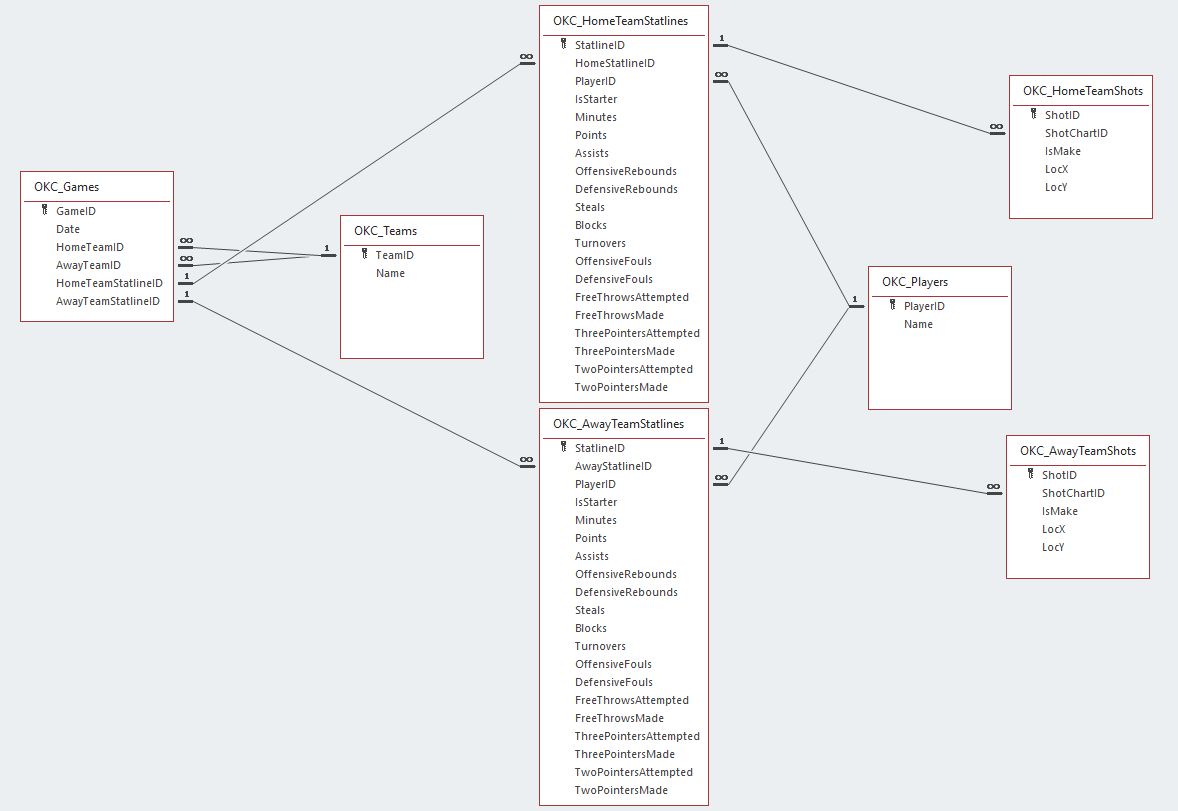 OKC_Games
GameID
Date
HomeTeamID
AwayTeamID
HomeTeamStatlineID
AwayTeamStatlineID
∞
∞
1
1
OKC_Teams
TeamID
Name
1
OKC_HomeTeamStatlines
StatlineID
HomeStatlineID
PlayerID
IsStarter
Minutes
Points
Assists
OffensiveRebounds
DefensiveRebounds
Steals
Blocks
Turnovers
OffensiveFouls
DefensiveFouls
FreeThrowsAttempted
FreeThrowsMade
ThreePointersAttempted
ThreePointersMade
TwoPointersAttempted
TwoPointersMade
∞
1
∞
OKC_AwayTeamStatlines
StatlineID
AwayStatlineID
PlayerID
IsStarter
Minutes
Points
Assists
OffensiveRebounds
DefensiveRebounds
Steals
Blocks
Turnovers
OffensiveFouls
DefensiveFouls
FreeThrowsAttempted
FreeThrowsMade
ThreePointersAttempted
ThreePointersMade
TwoPointersAttempted
TwoPointersMade
∞
1
∞
OKC_HomeTeamShots
ShotID
ShotChartID
IsMake
LocX
LocY
∞
OKC_Players
PlayerID
Name
1
OKC_AwayTeamShots
ShotID
ShotChartID
IsMake
LocX
LocY
∞